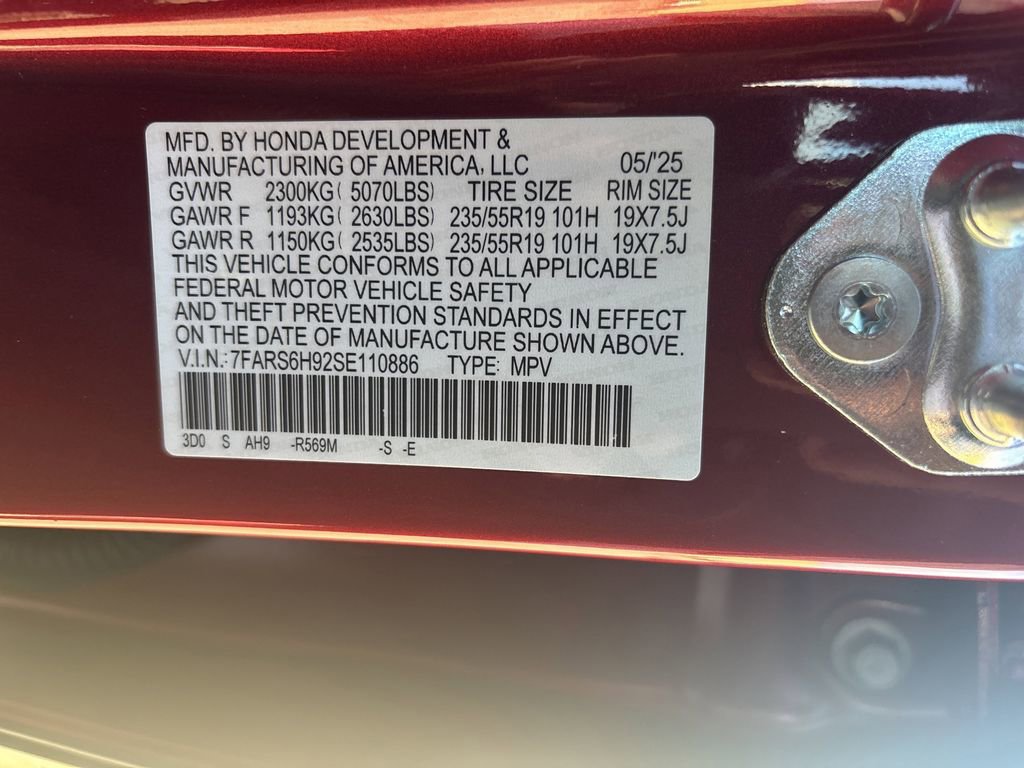 MFD. BY HONDA DEVELOPMENT &
MANUFACTURING OF AMERICA, LLC 05/'25
GVWR 2300KG( 5070LBS) TIRE SIZE RIM SIZE
GAWR F 1193KG( 2630LBS) 235/55R19 101H 19X7.5J
GAWR R 1150KG( 2535LBS) 235/55R19 101H 19X7.5J
THIS VEHICLE CONFORMS TO ALL APPLICABLE
FEDERAL MOTOR VEHICLE SAFETY
AND THEFT PREVENTION STANDARDS IN EFFECT
ON THE DATE OF MANUFACTURE SHOWN ABOVE.
V.I.N.:7FARS6H92SE110886 TYPE: MPV
3D0 S AH9 -R569M -S -E